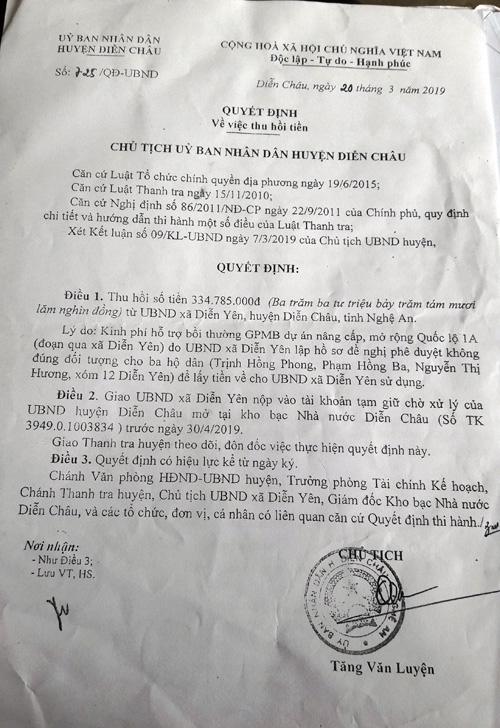 UỶ BAN NHÂN DÂN
HUYỆN DIỄN CHÂU
CỘNG HOÀ XÃ HỘI CHỦ NGHĨA VIỆT NAM
Độc lập - Tự do - Hạnh phúc
Số: 725/QĐ-UBND
Diễn Châu, ngày 20 tháng 3 năm 2019
QUYẾT ĐỊNH
Về việc thu hồi tiền
CHỦ TỊCH UỶ BAN NHÂN DÂN HUYỆN DIỄN CHÂU
Căn cứ Luật Tổ chức chính quyền địa phương ngày 19/6/2015;
Căn cứ Luật Thanh tra ngày 15/11/2010;
Căn cứ Nghị định số 86/2011/NĐ-CP ngày 22/9/2011 của Chính phủ, quy định
chi tiết và hướng dẫn thi hành một số điều của Luật Thanh tra;
Xét Kết luận số 09/KL-UBND ngày 7/3/2019 của Chủ tịch UBND huyện,
QUYẾT ĐỊNH:
Điều 1. Thu hồi số tiền 334.785.000đ (Ba trăm ba tư triệu bảy trăm tám mươi
lăm nghìn đồng) từ UBND xã Diễn Yên, huyện Diễn Châu, tỉnh Nghệ An.
Lý do: Kinh phí hỗ trợ bồi thường GPMB dự án nâng cấp, mở rộng Quốc lộ 1A
(đoạn qua xã Diễn Yên) do UBND xã Diễn Yên lập hồ sơ đề nghị phê duyệt không
đúng đối tượng cho ba hộ dân (Trịnh Hồng Phong, Phạm Hồng Ba, Nguyễn Thị
Hương, xóm 12 Diễn Yên) để lấy tiền về cho UBND xã Diễn Yên sử dụng.
Điều 2. Giao UBND xã Diễn Yên nộp vào tài khoản tạm giữ chờ xử lý của
UBND huyện Diễn Châu mở tại kho bạc Nhà nước Diễn Châu (Số TK
3949.0.1003834 ) trước ngày 30/4/2019.
Giao Thanh tra huyện theo dõi, đôn đốc việc thực hiện quyết định này.
Điều 3. Quyết định có hiệu lực kể từ ngày ký.
Chánh Văn phòng HĐND-UBND huyện, Trưởng phòng Tài chính Kế hoạch,
Chánh Thanh tra huyện, Chủ tịch UBND xã Diễn Yên, Giám đốc Kho bạc Nhà nước
Diễn Châu, và các tổ chức, đơn vị, cá nhân có liên quan căn cứ Quyết định thi hành./
Nơi nhận:
- Như Điều 3;
- Lưu VT, HS.
CHỦ TỊCH
Tăng Văn Luyện